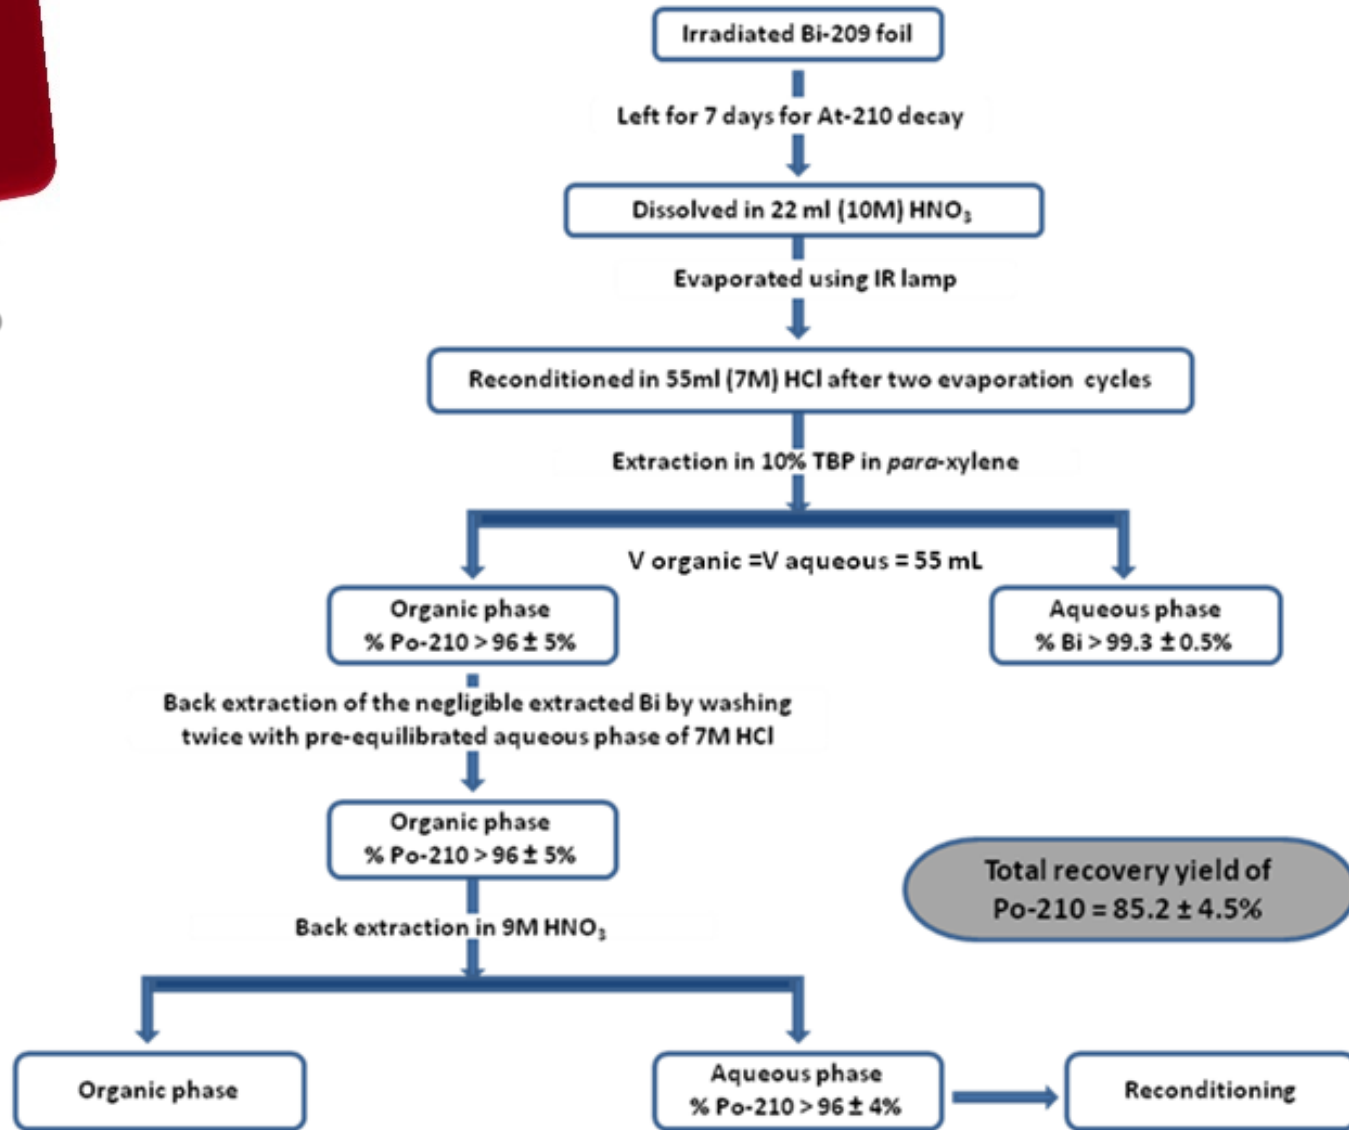 Irradiated Bi-209 foil
Left for 7 days for At-210 decay
Dissolved in 22 ml (10M) HNO₃
Evaporated using IR lamp
Reconditioned in 55ml (7M) HCl after two evaporation cycles
Extraction in 10% TBP in para-xylene
V organic =V aqueous = 55 mL
Organic phase
% Po-210 > 96 ± 5%
Aqueous phase
% Bi > 99.3 ± 0.5%
Back extraction of the negligible extracted Bi by washing
twice with pre-equilibrated aqueous phase of 7M HCl
Organic phase
% Po-210 > 96 ± 5%
Total recovery yield of
Po-210 = 85.2 ± 4.5%
Back extraction in 9M HNO₃
Organic phase
Aqueous phase
% Po-210 > 96 ± 4%
Reconditioning